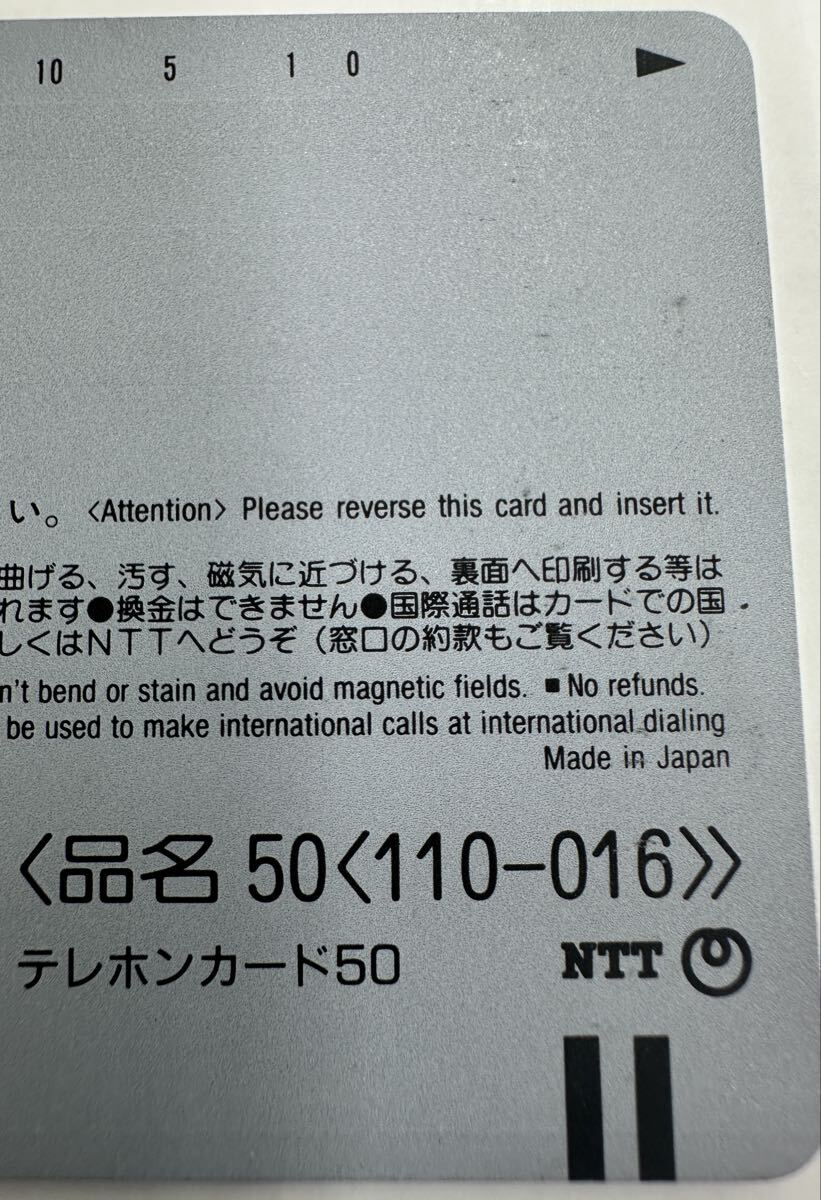 10 5 1 0
い。〈Attention〉 Please reverse this card and insert it.
曲げる、汚す、磁気に近づける、裏面へ印刷する等は
れます●換金はできません●国際通話はカードでの国
しくはNTTへどうぞ（窓口の約款もご覧ください）
n't bend or stain and avoid magnetic fields. ■ No refunds.
be used to make international calls at international dialing
Made in Japan
〈品名 50〈110-016〉〉
テレホンカード50
NTT